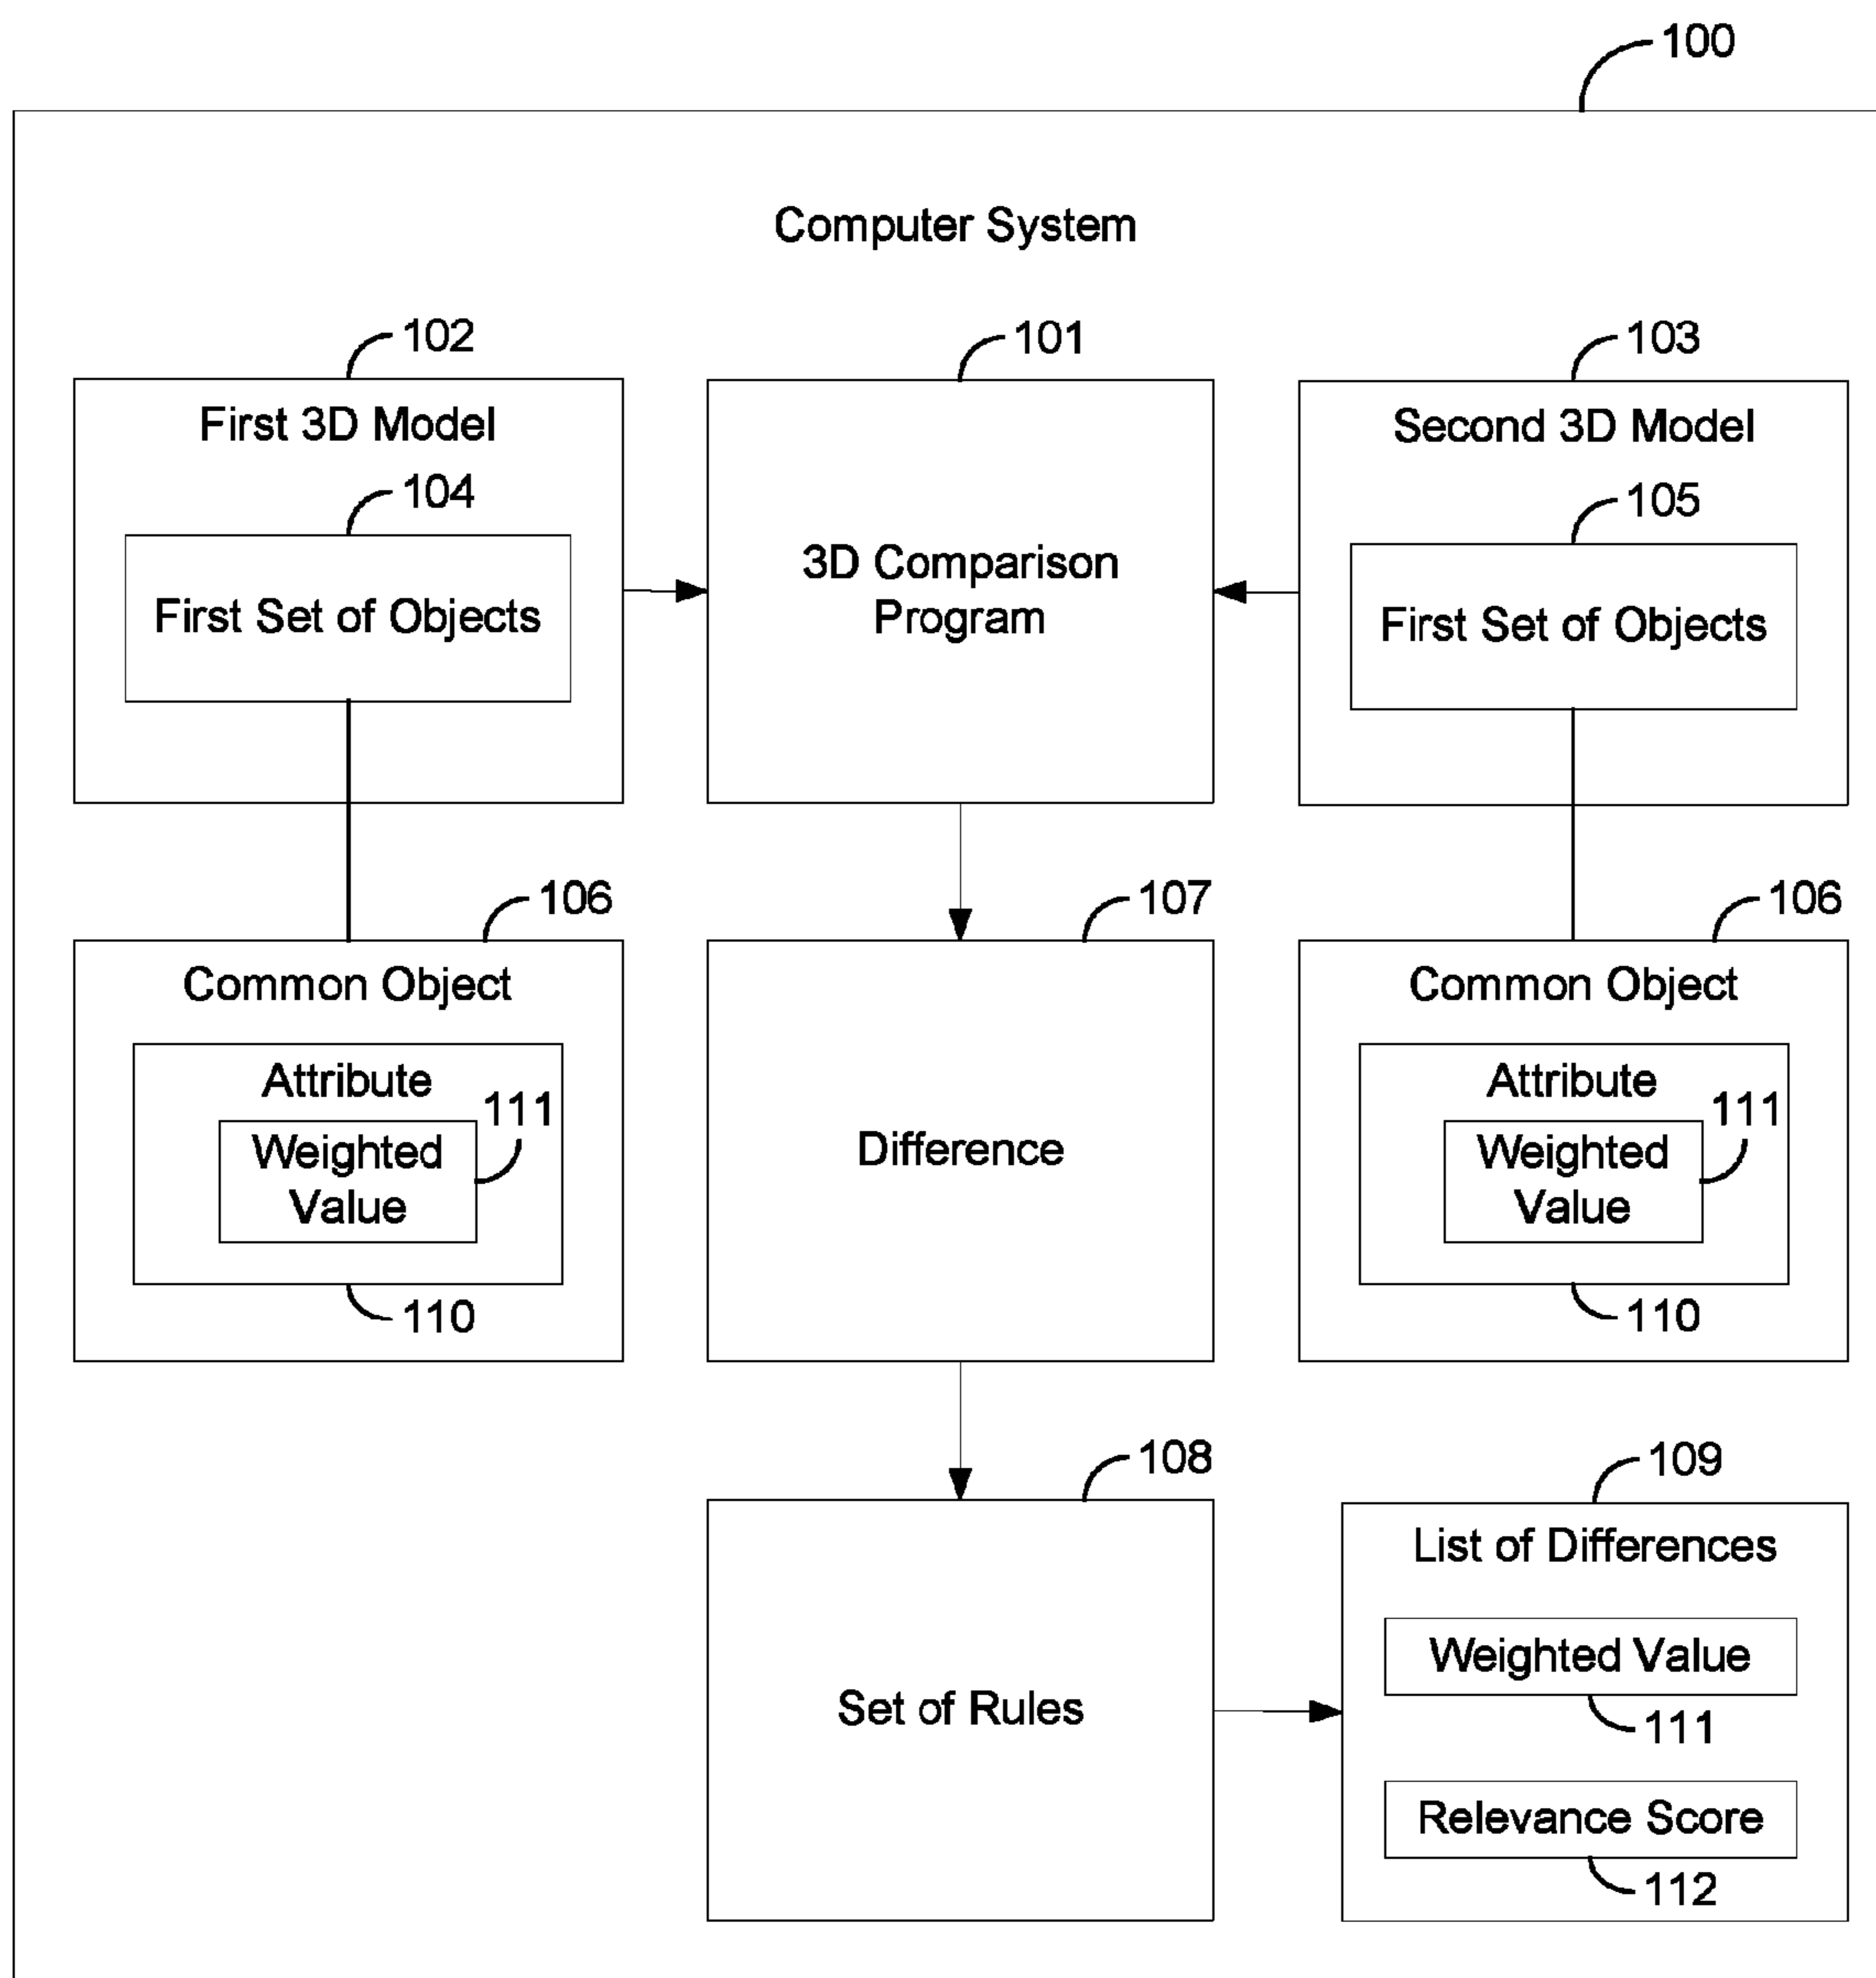 100
Computer System
102
101
103
First 3D Model
Second 3D Model
104
105
3D Comparison
Program
First Set of Objects
First Set of Objects
106
107
106
Common Object
Common Object
Attribute
111
Weighted
Value
110
Difference
Attribute
111
Weighted
Value
110
108
109
Set of Rules
List of Differences
Weighted Value
111
Relevance Score
112